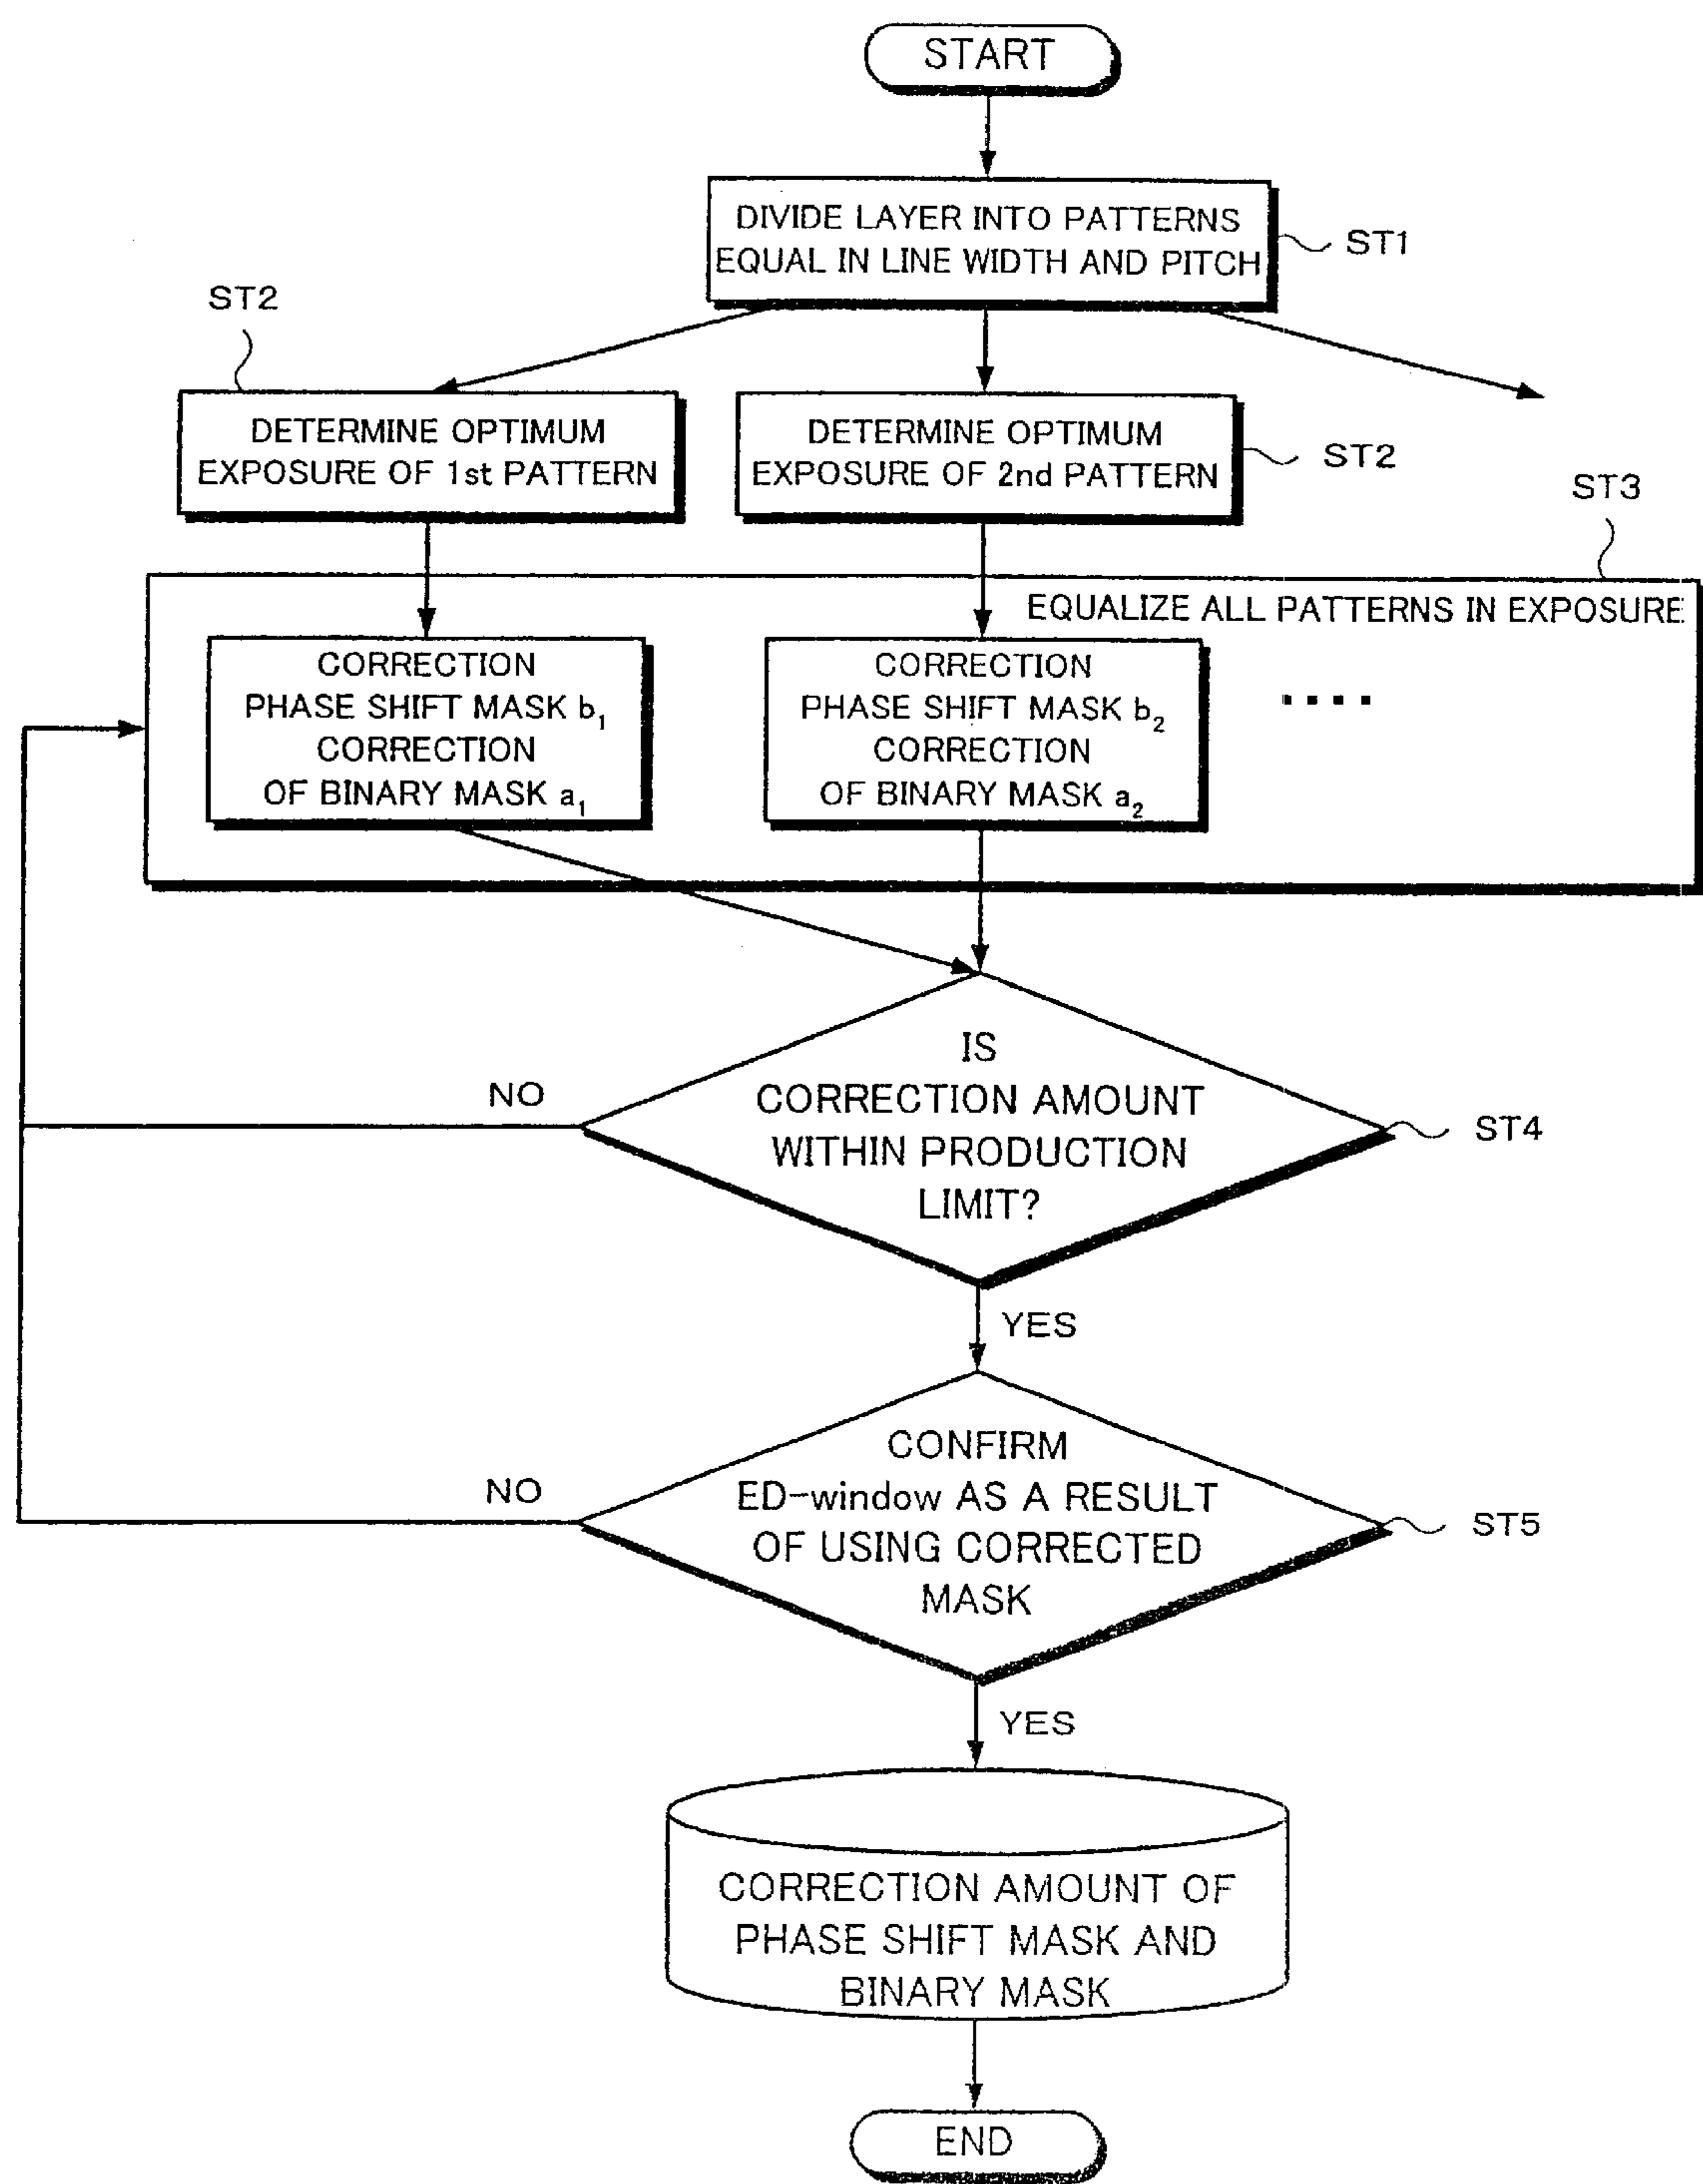 START
DIVIDE LAYER INTO PATTERNS
EQUAL IN LINE WIDTH AND PITCH
ST1
ST2
DETERMINE OPTIMUM
EXPOSURE OF 1st PATTERN
DETERMINE OPTIMUM
EXPOSURE OF 2nd PATTERN
ST2
ST3
EQUALIZE ALL PATTERNS IN EXPOSURE
CORRECTION
PHASE SHIFT MASK b₁
CORRECTION
OF BINARY MASK a₁
CORRECTION
PHASE SHIFT MASK b₂
CORRECTION
OF BINARY MASK a₂
....
IS
CORRECTION AMOUNT
WITHIN PRODUCTION
LIMIT?
NO
ST4
YES
CONFIRM
ED-window AS A RESULT
OF USING CORRECTED
MASK
NO
ST5
YES
CORRECTION AMOUNT OF
PHASE SHIFT MASK AND
BINARY MASK
END